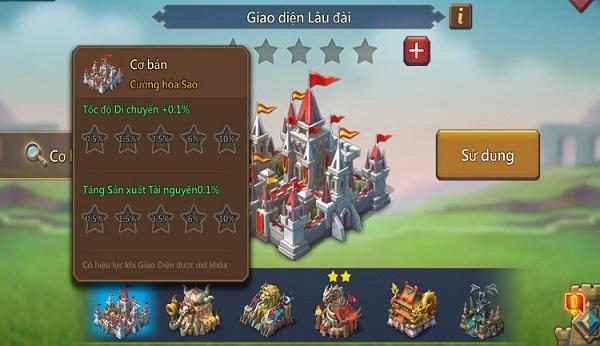 Giao diện Lâu đài
i
Cơ bản
Cường hóa Sao
Tốc độ Di chuyển +0.1%
0.5% 1.5% 3.5% 6% 10%
Tăng Sản xuất Tài nguyên0.1%
0.5% 1.5% 3.5% 6% 10%
Có hiệu lực khi Giao Diện được mở khóa
Cơ
Sử dụng